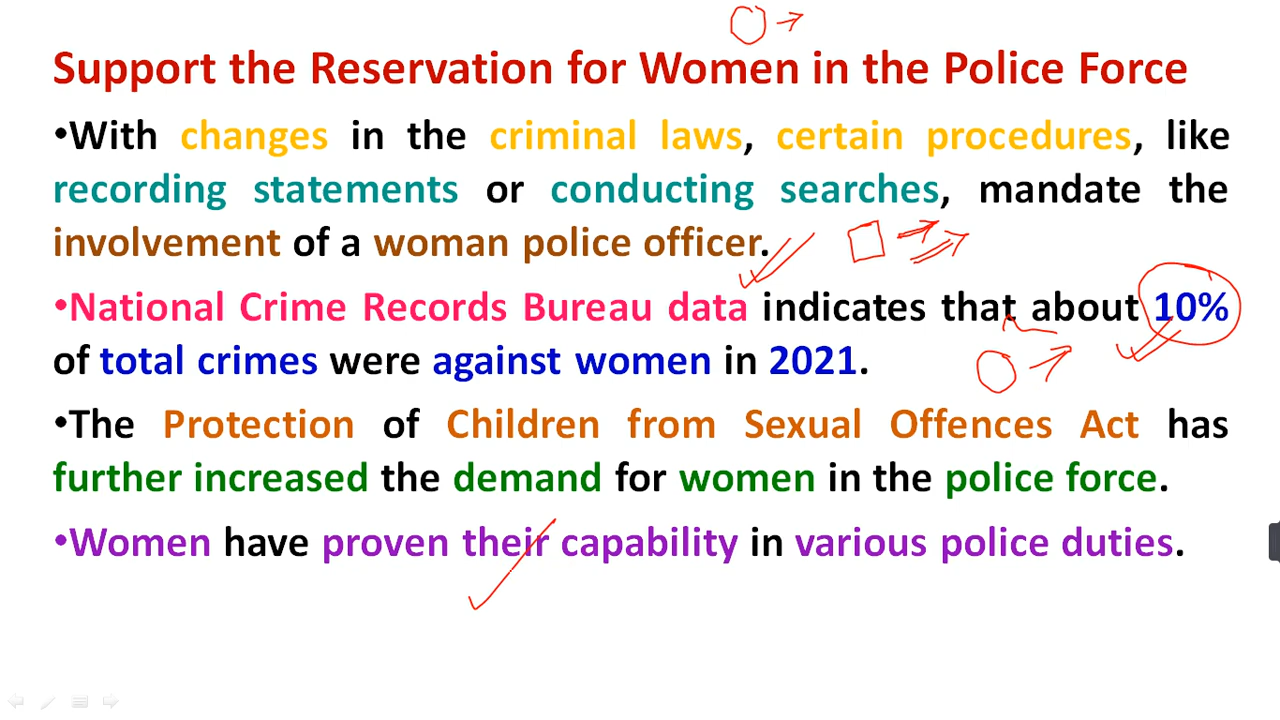 Support the Reservation for Women in the Police Force
•With changes in the criminal laws, certain procedures, like
recording statements or conducting searches, mandate the
involvement of a woman police officer.
•National Crime Records Bureau data indicates that about 10%
of total crimes were against women in 2021.
•The Protection of Children from Sexual Offences Act has
further increased the demand for women in the police force.
•Women have proven their capability in various police duties.